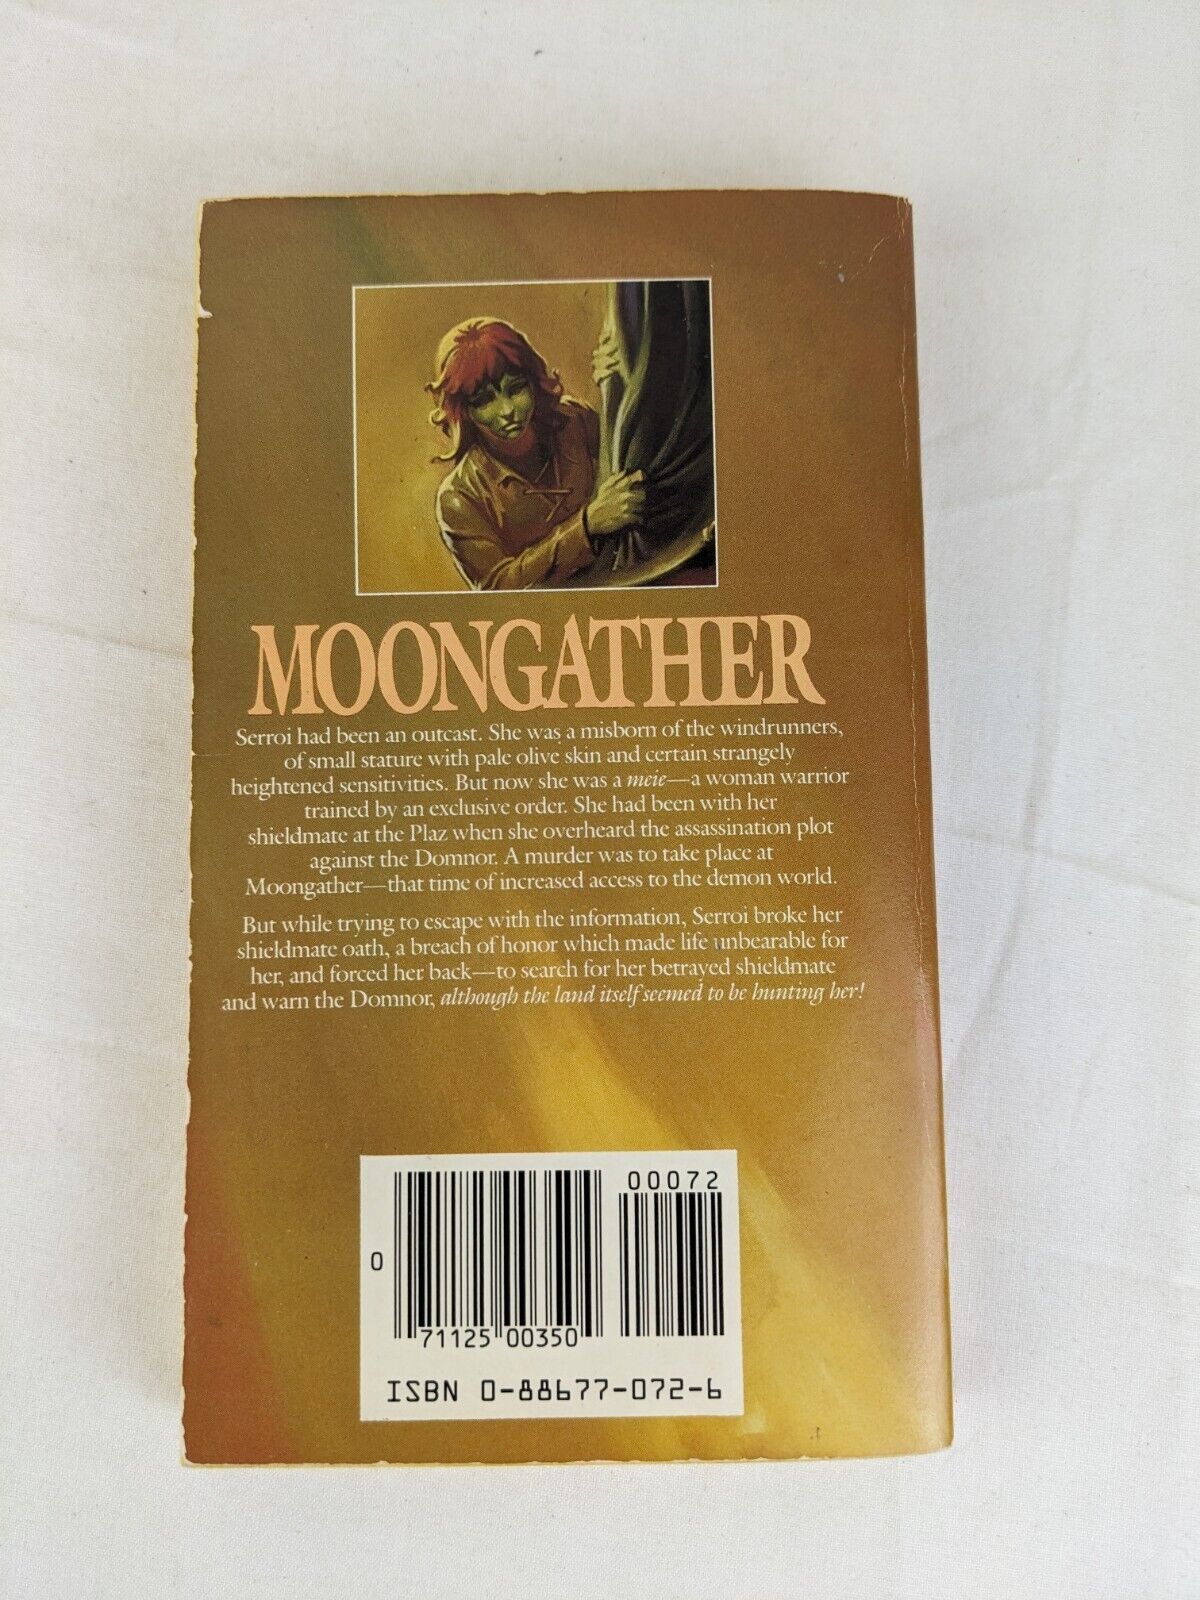 MOONGATHER
Serroi had been an outcast. She was a misborn of the windrunners,
of small stature with pale olive skin and certain strangely
heightened sensitivities. But now she was a meie—a woman warrior
trained by an exclusive order. She had been with her
shieldmate at the Plaz when she overheard the assassination plot
against the Domnor. A murder was to take place at
Moongather—that time of increased access to the demon world.
But while trying to escape with the information, Serroi broke her
shieldmate oath, a breach of honor which made life unbearable for
her, and forced her back—to search for her betrayed shieldmate
and warn the Domnor, although the land itself seemed to be hunting her!
00072
0
71125 00350
ISBN 0-88677-072-6